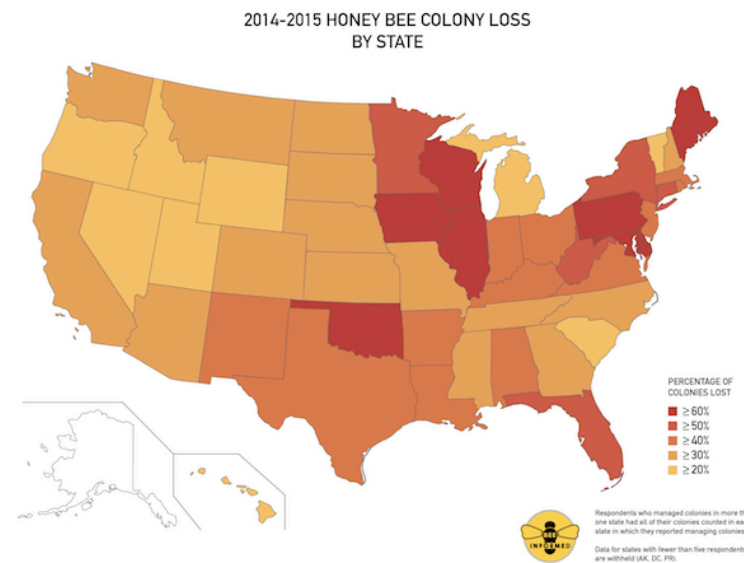 2014-2015 HONEY BEE COLONY LOSS
BY STATE
PERCENTAGE OF
COLONIES LOST
≥ 60%
≥ 50%
≥ 40%
≥ 30%
≥ 20%
BEE
INFORMED
Respondents who managed colonies in more th
one state had all of their colonies counted in ea
state in which they reported managing colonies
Data for states with fewer than five respondents
are withheld (AK, DC, PR).